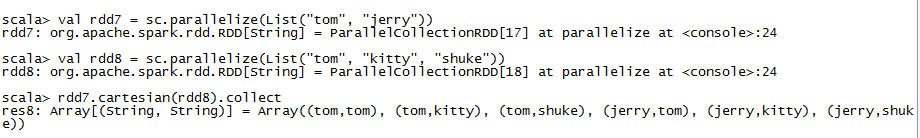 scala> val rdd7 = sc.parallelize(List("tom", "jerry"))
rdd7: org.apache.spark.rdd.RDD[String] = ParallelCollectionRDD[17] at parallelize at <console>:24
scala> val rdd8 = sc.parallelize(List("tom", "kitty", "shuke"))
rdd8: org.apache.spark.rdd.RDD[String] = ParallelCollectionRDD[18] at parallelize at <console>:24
scala> rdd7.cartesian(rdd8).collect
res8: Array[(String, String)] = Array((tom,tom), (tom,kitty), (tom,shuke), (jerry,tom), (jerry,kitty), (jerry,shuk
e))